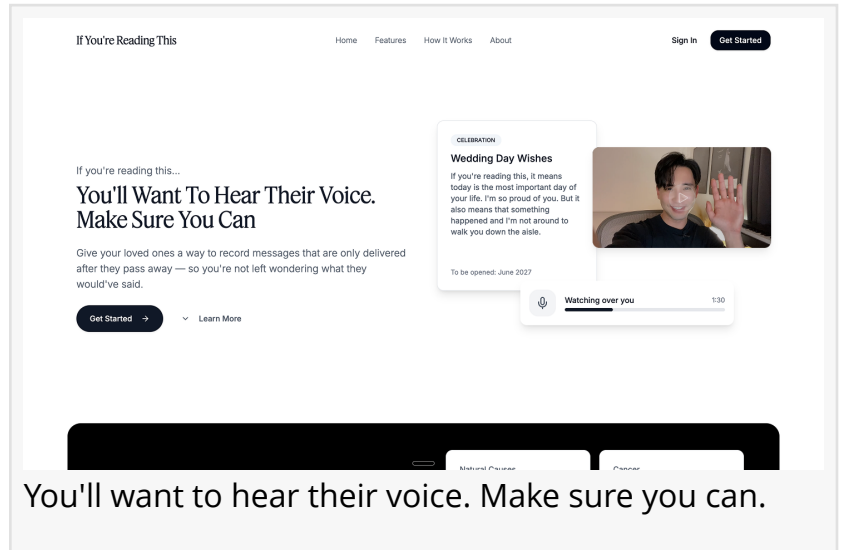 If You're Reading This
Home Features How It Works About
Sign In
Get Started
If you're reading this...
You'll Want To Hear Their Voice.
Make Sure You Can
Give your loved ones a way to record messages that are only delivered
after they pass away — so you're not left wondering what they
would've said.
Get Started →
Learn More
CELEBRATION
Wedding Day Wishes
If you're reading this, it means
today is the most important day of
your life. I'm so proud of you. But it
also means that something
happened and I'm not around to
walk you down the aisle.
To be opened: June 2027
Watching over you 1:30
Natural Causes
Cancer
You'll want to hear their voice. Make sure you can.